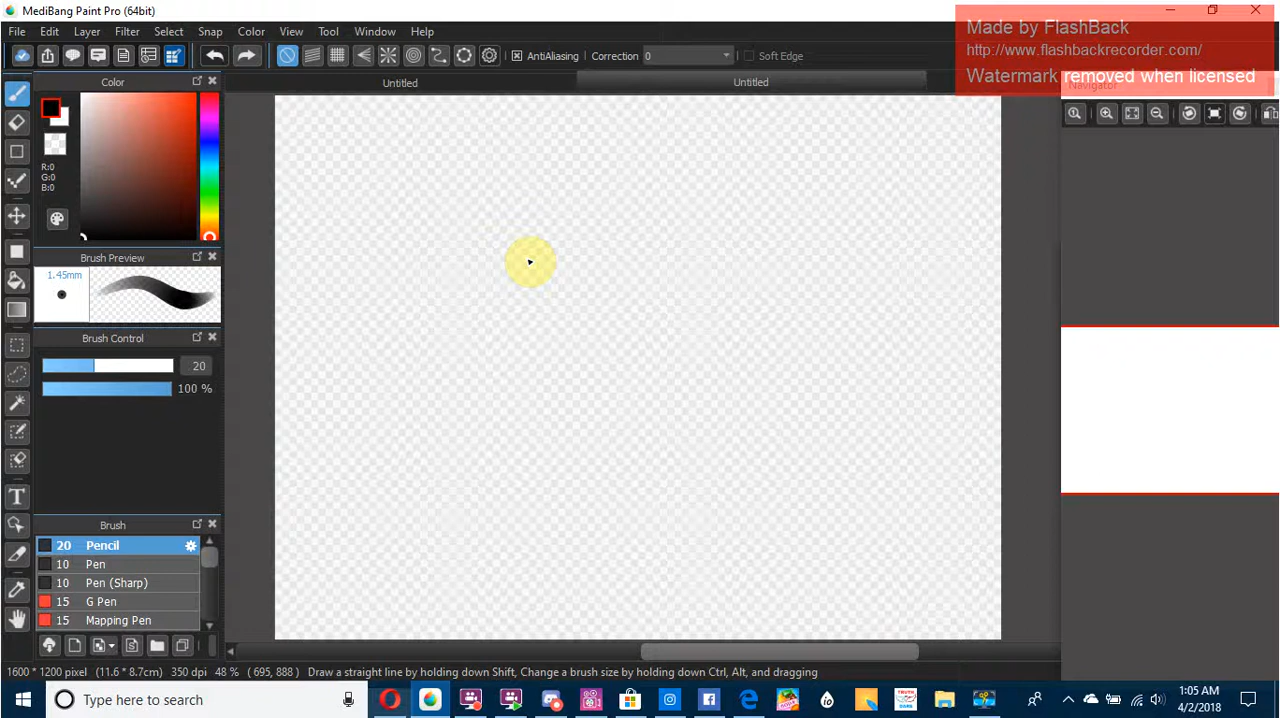 MediBang Paint Pro (64bit)
Made by FlashBack
http://www.flashbackrecorder.com/
Watermark removed when licensed
File Edit Layer Filter Select Snap Color View Tool Window Help
AntiAliasing Correction 0 Soft Edge
Color
Untitled Untitled
Navigator
R:0
G:0
B:0
Brush Preview
1.45mm
Brush Control
20
100 %
Brush
20 Pencil
10 Pen
10 Pen (Sharp)
15 G Pen
15 Mapping Pen
1600 * 1200 pixel (11.6 * 8.7cm) 350 dpi 48 % ( 695, 888 ) Draw a straight line by holding down Shift, Change a brush size by holding down Ctrl, Alt, and dragging
Type here to search
TRUTH
DARE
1:05 AM
4/2/2018